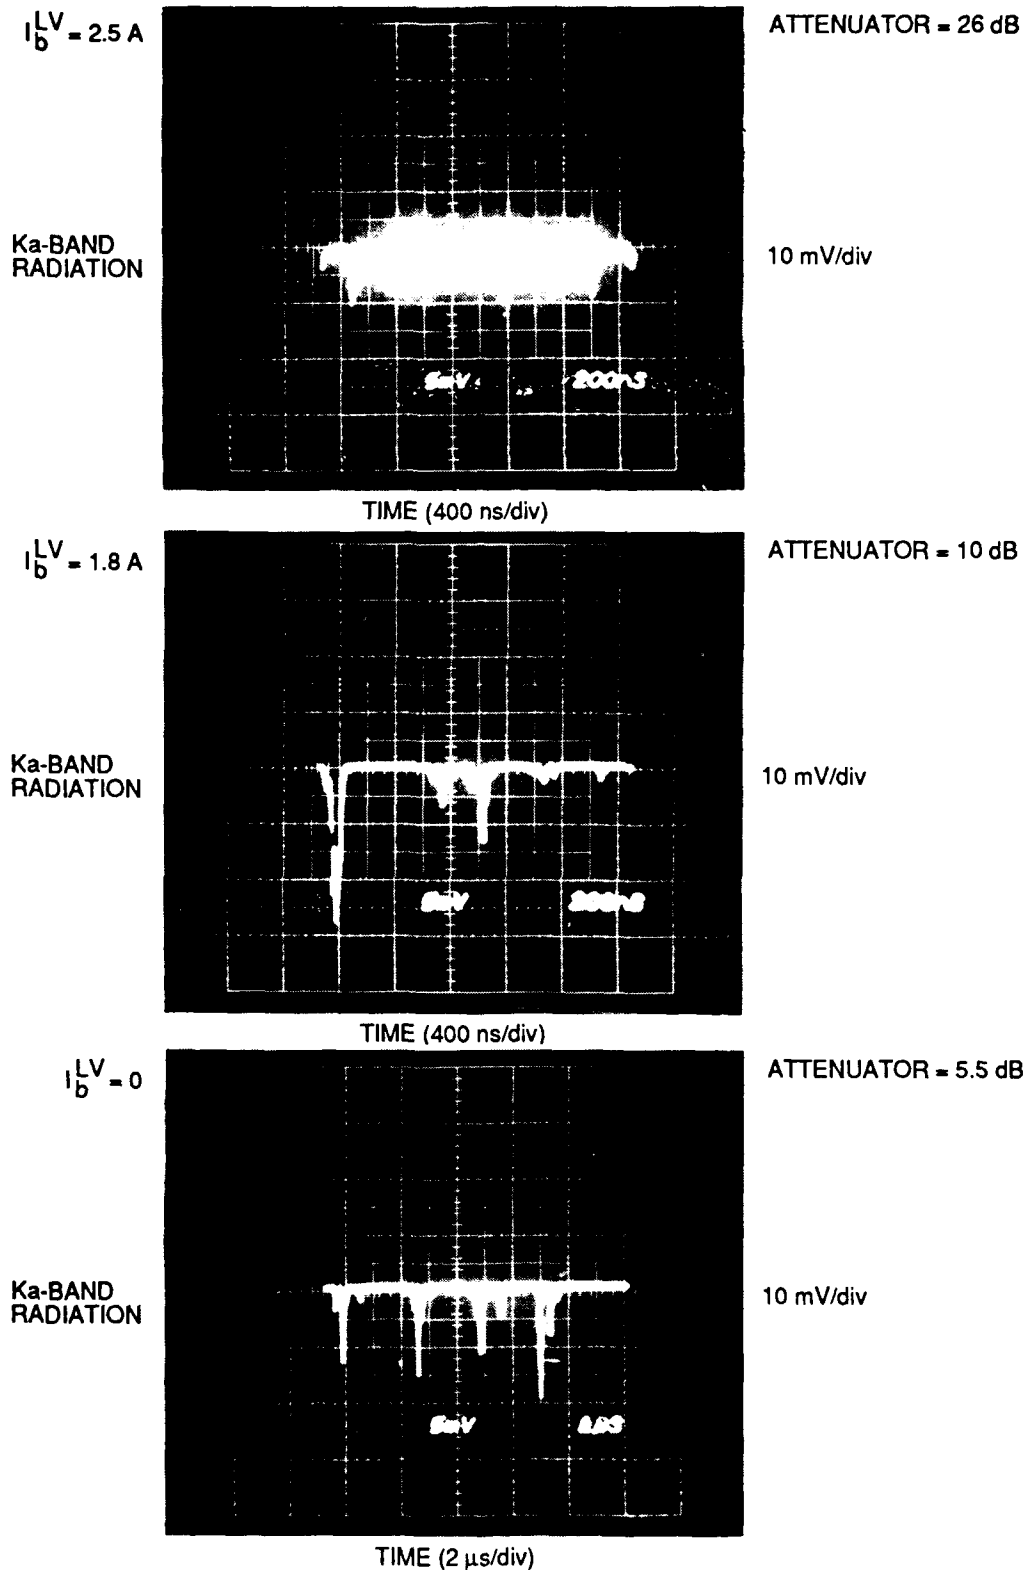 I_b^LV = 2.5 A
ATTENUATOR = 26 dB
Ka-BAND
RADIATION
10 mV/div
5mV
200nS
TIME (400 ns/div)
I_b^LV = 1.8 A
ATTENUATOR = 10 dB
Ka-BAND
RADIATION
10 mV/div
5mV
200nS
TIME (400 ns/div)
I_b^LV = 0
ATTENUATOR = 5.5 dB
Ka-BAND
RADIATION
10 mV/div
5mV
TIME (2 μs/div)